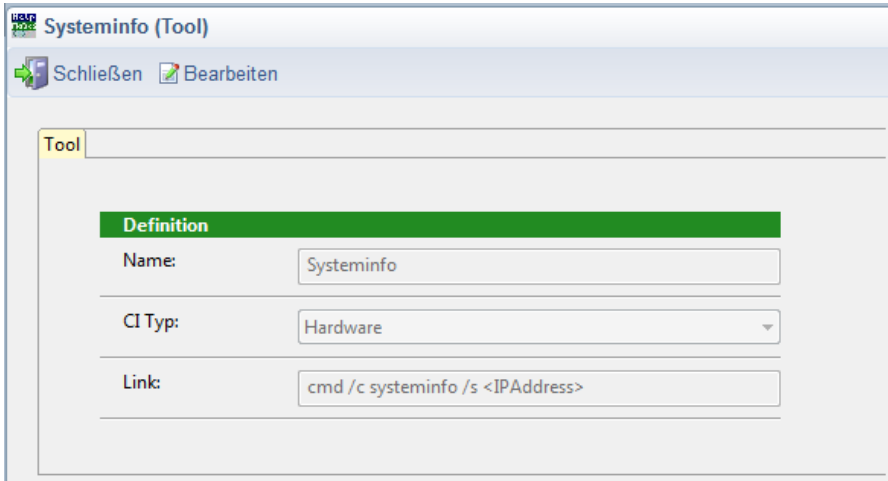 Systeminfo (Tool)
Schließen Bearbeiten
Tool
Definition
Name: Systeminfo
CI Typ: Hardware
Link: cmd /c systeminfo /s <IPAddress>